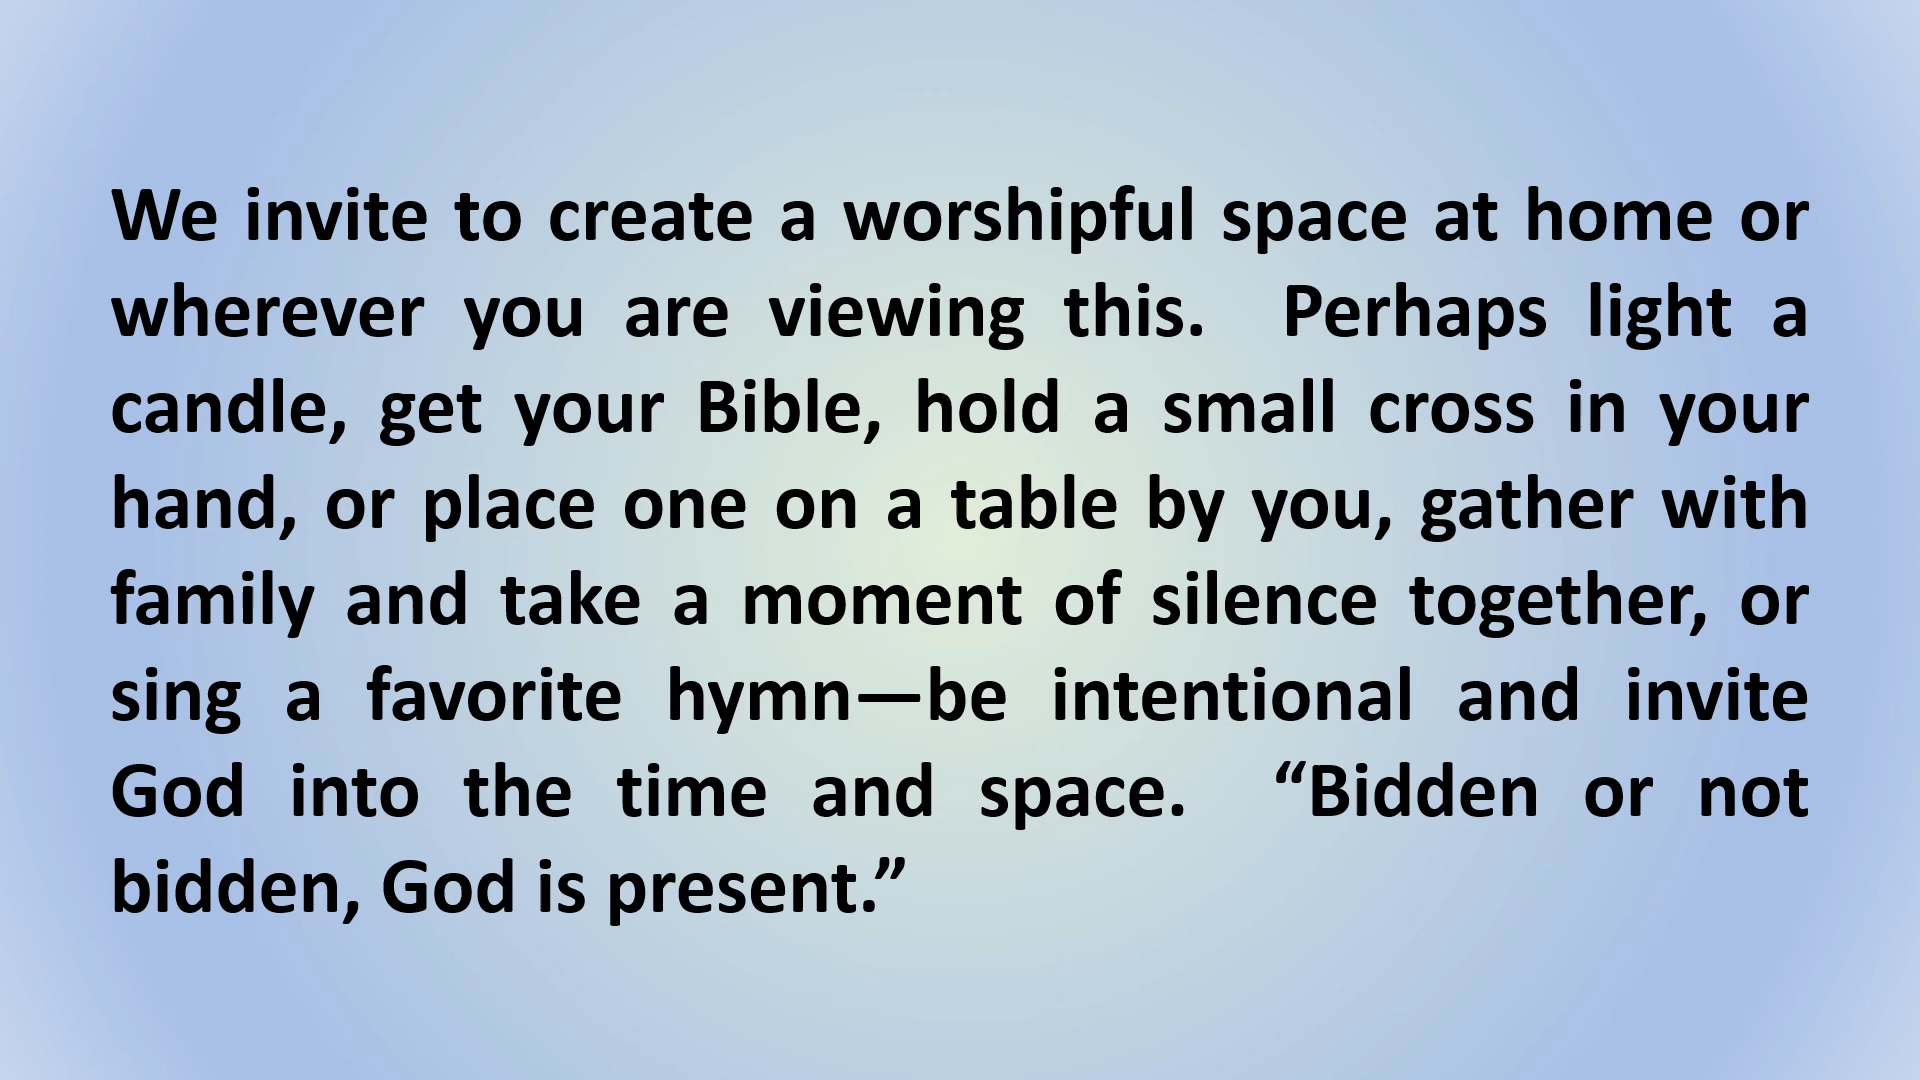 We invite to create a worshipful space at home or
wherever you are viewing this.  Perhaps light a
candle, get your Bible, hold a small cross in your
hand, or place one on a table by you, gather with
family and take a moment of silence together, or
sing a favorite hymn—be intentional and invite
God into the time and space.  “Bidden or not
bidden, God is present.”